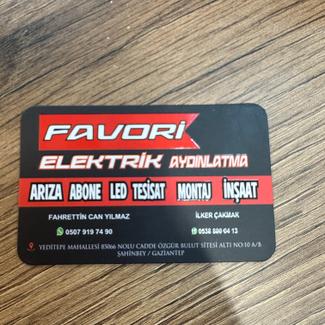 FAVORİ
ELEKTRİK AYDINLATMA
ARIZA ABONE LED TESİSAT MONTAJ İNŞAAT
FAHRETTİN CAN YILMAZ İLKER ÇAKMAK
0507 919 74 90
YEDİTEPE MAHALLESİ 85066 NOLU CADDE ÖZGÜR BULUT SİTESİ ALTI NO:10 A/B
ŞAHİNBEY / GAZİANTEP